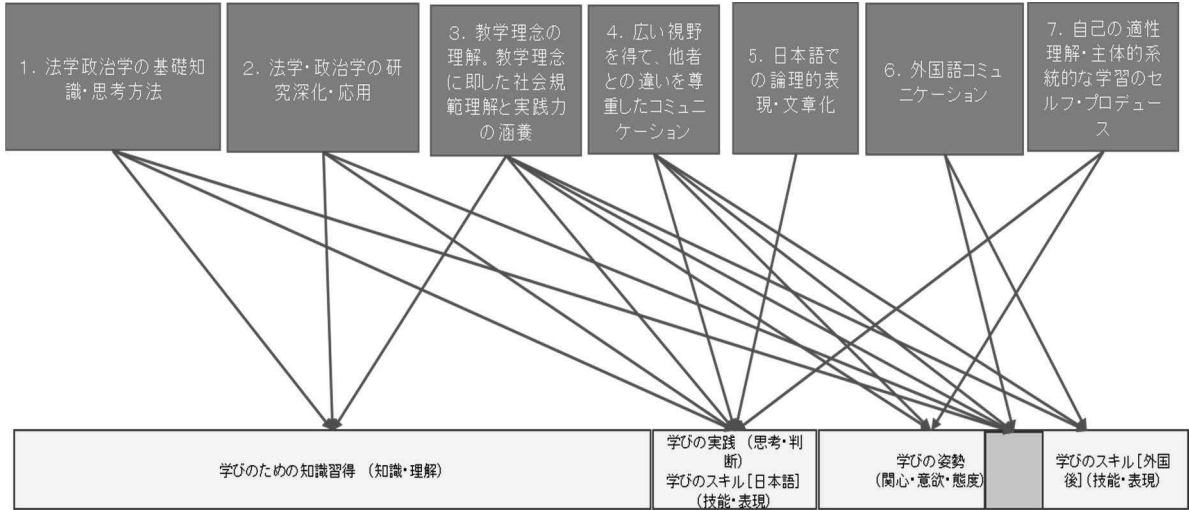 1. 法学政治学の基礎知
識・思考方法
2. 法学・政治学の研
究深化・応用
3. 教学理念の
理解。教学理念
に即した社会規
範理解と実践力
の涵養
4. 広い視野
を得て、他者
との違いを尊
重したコミュニ
ケーション
5. 日本語で
の論理的表
現・文章化
6. 外国語コミュ
ニケーション
7. 自己の適性
理解・主体的系
統的な学習のセ
ルフ・プロデュー
ス
学びのための知識習得 （知識・理解）
学びの実践 （思考・判
断）
学びのスキル［日本語］
（技能・表現）
学びの姿勢
（関心・意欲・態度）
学びのスキル［外国
後］（技能・表現）